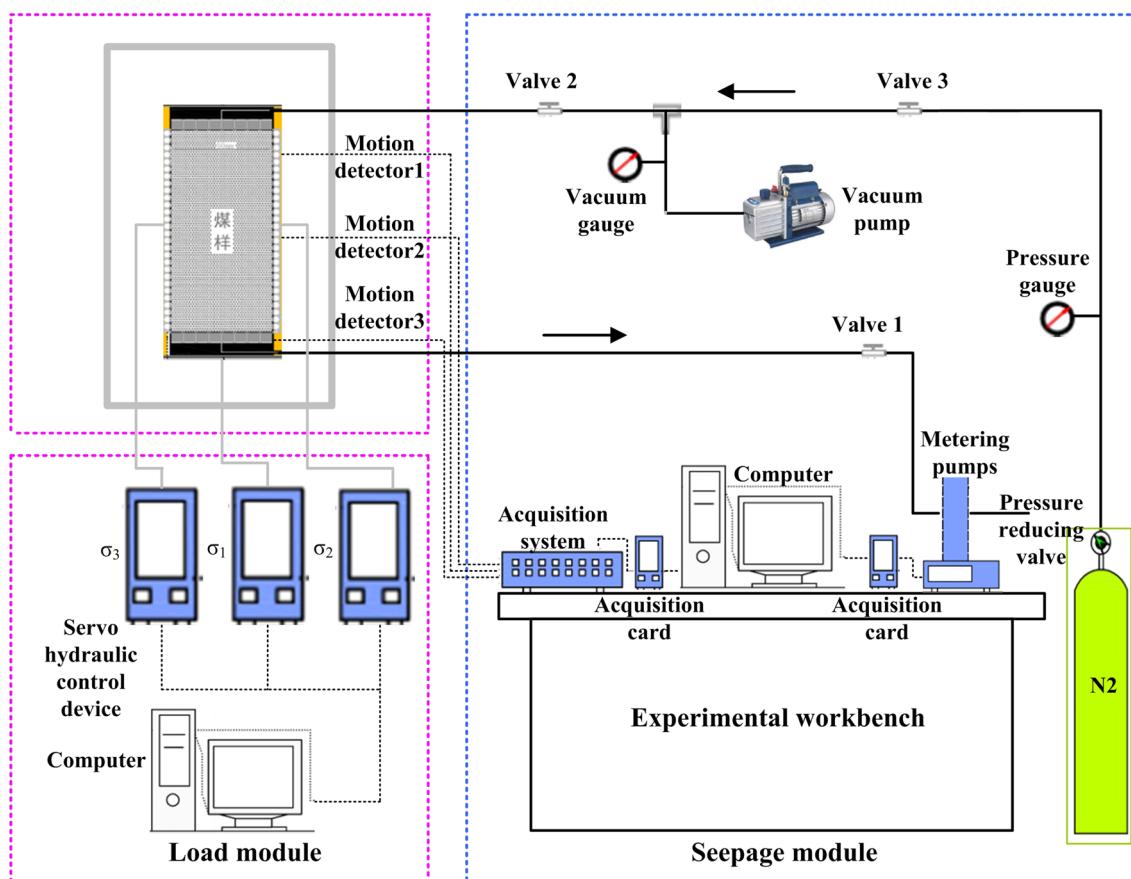 Valve 2
Valve 3
Motion
detector1
Vacuum
gauge
Vacuum
pump
煤
样
Motion
detector2
Pressure
gauge
Motion
detector3
Valve 1
Metering
pumps
Computer
Pressure
reducing
valve
Acquisition
system
σ3
σ1
σ2
Acquisition
card
Acquisition
card
Servo
hydraulic
control
device
N2
Experimental workbench
Computer
Load module
Seepage module